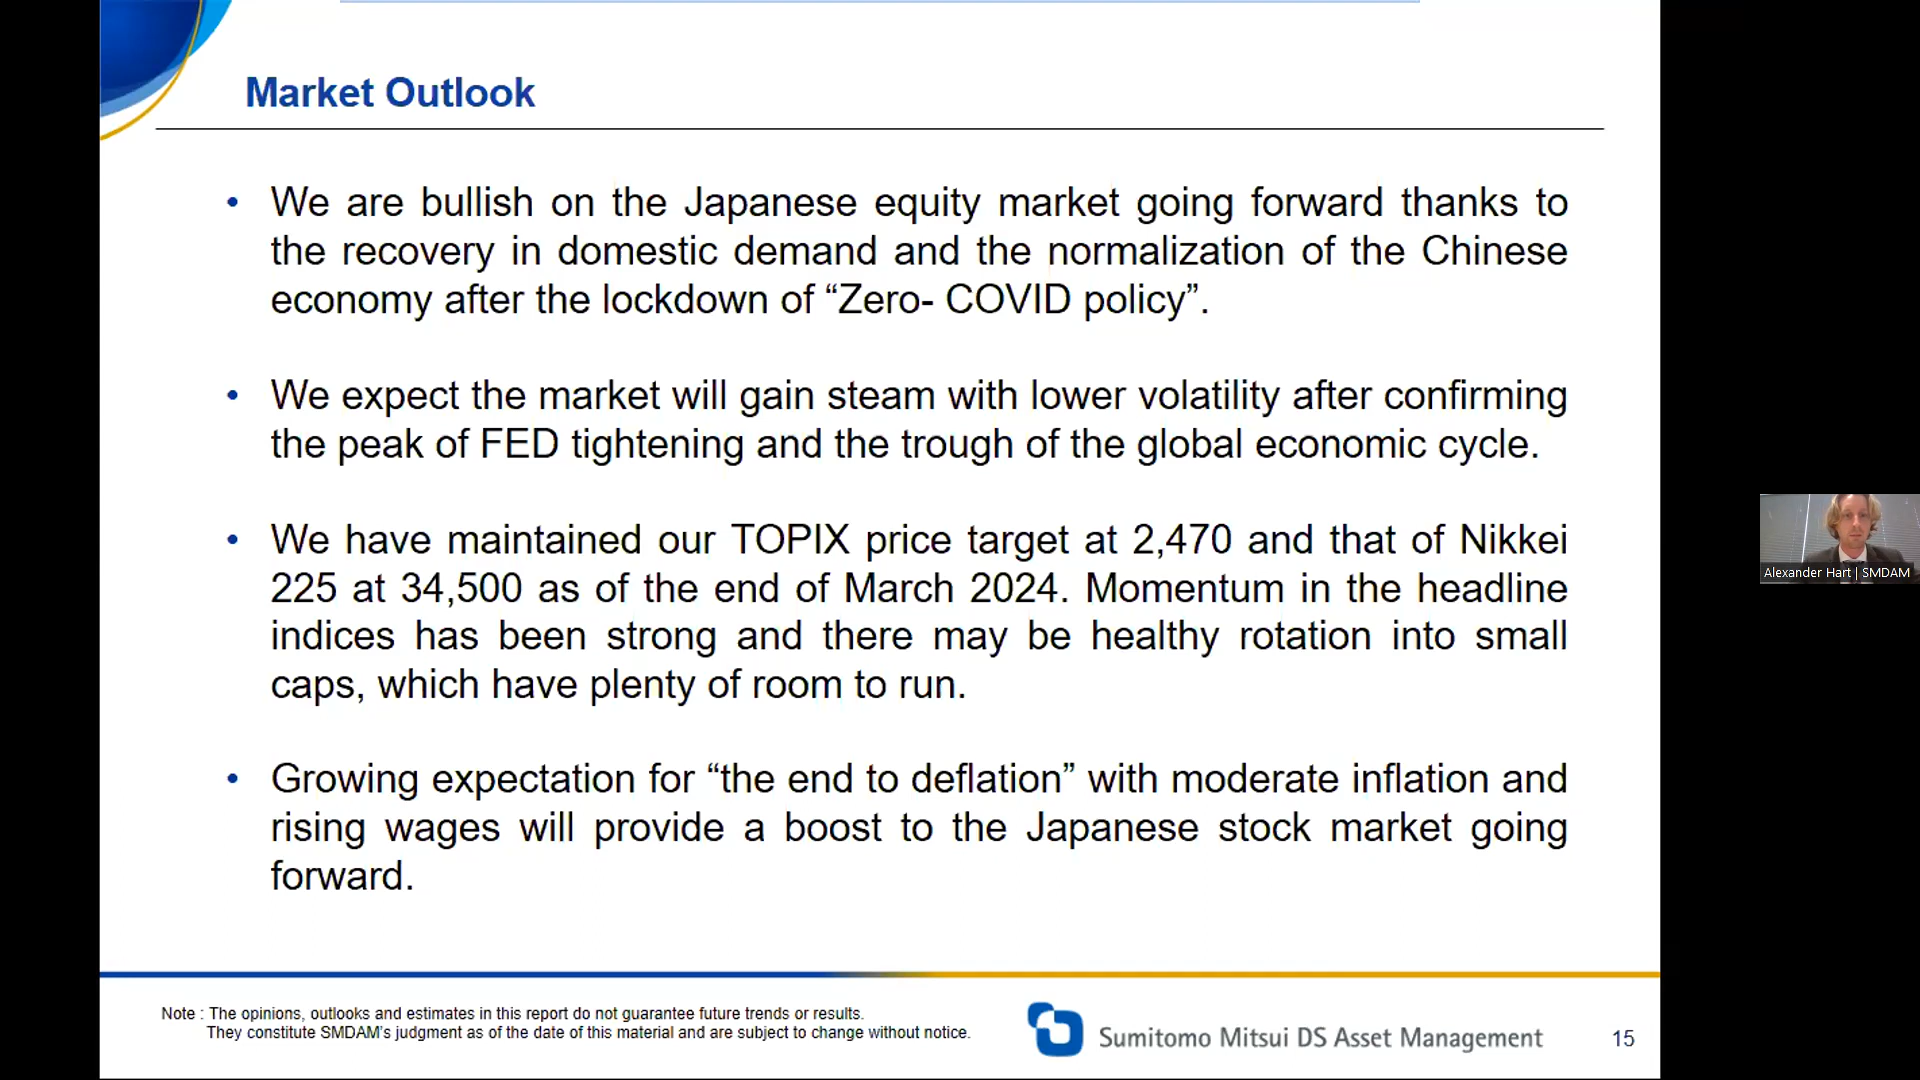 Market Outlook
• We are bullish on the Japanese equity market going forward thanks to
the recovery in domestic demand and the normalization of the Chinese
economy after the lockdown of “Zero- COVID policy”.
• We expect the market will gain steam with lower volatility after confirming
the peak of FED tightening and the trough of the global economic cycle.
• We have maintained our TOPIX price target at 2,470 and that of Nikkei
225 at 34,500 as of the end of March 2024. Momentum in the headline
indices has been strong and there may be healthy rotation into small
caps, which have plenty of room to run.
• Growing expectation for “the end to deflation” with moderate inflation and
rising wages will provide a boost to the Japanese stock market going
forward.
Note : The opinions, outlooks and estimates in this report do not guarantee future trends or results.
They constitute SMDAM’s judgment as of the date of this material and are subject to change without notice.
Sumitomo Mitsui DS Asset Management
15
Alexander Hart | SMDAM